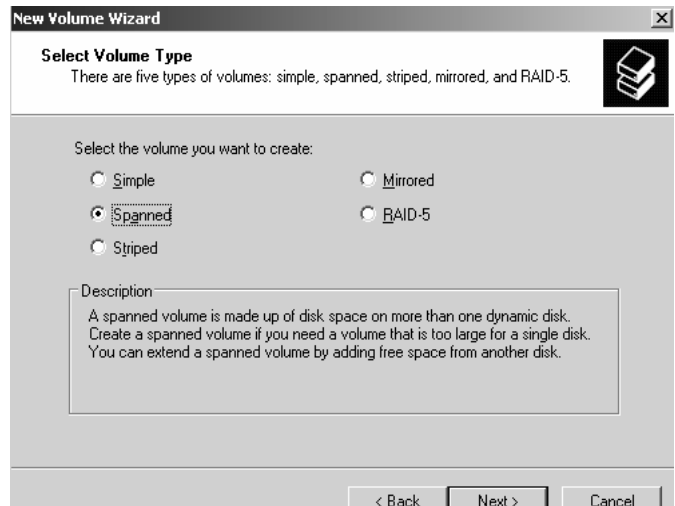 New Volume Wizard
Select Volume Type
There are five types of volumes: simple, spanned, striped, mirrored, and RAID-5.
Select the volume you want to create:
Simple
Mirrored
Spanned
RAID-5
Striped
Description
A spanned volume is made up of disk space on more than one dynamic disk.
Create a spanned volume if you need a volume that is too large for a single disk.
You can extend a spanned volume by adding free space from another disk.
< Back
Next >
Cancel